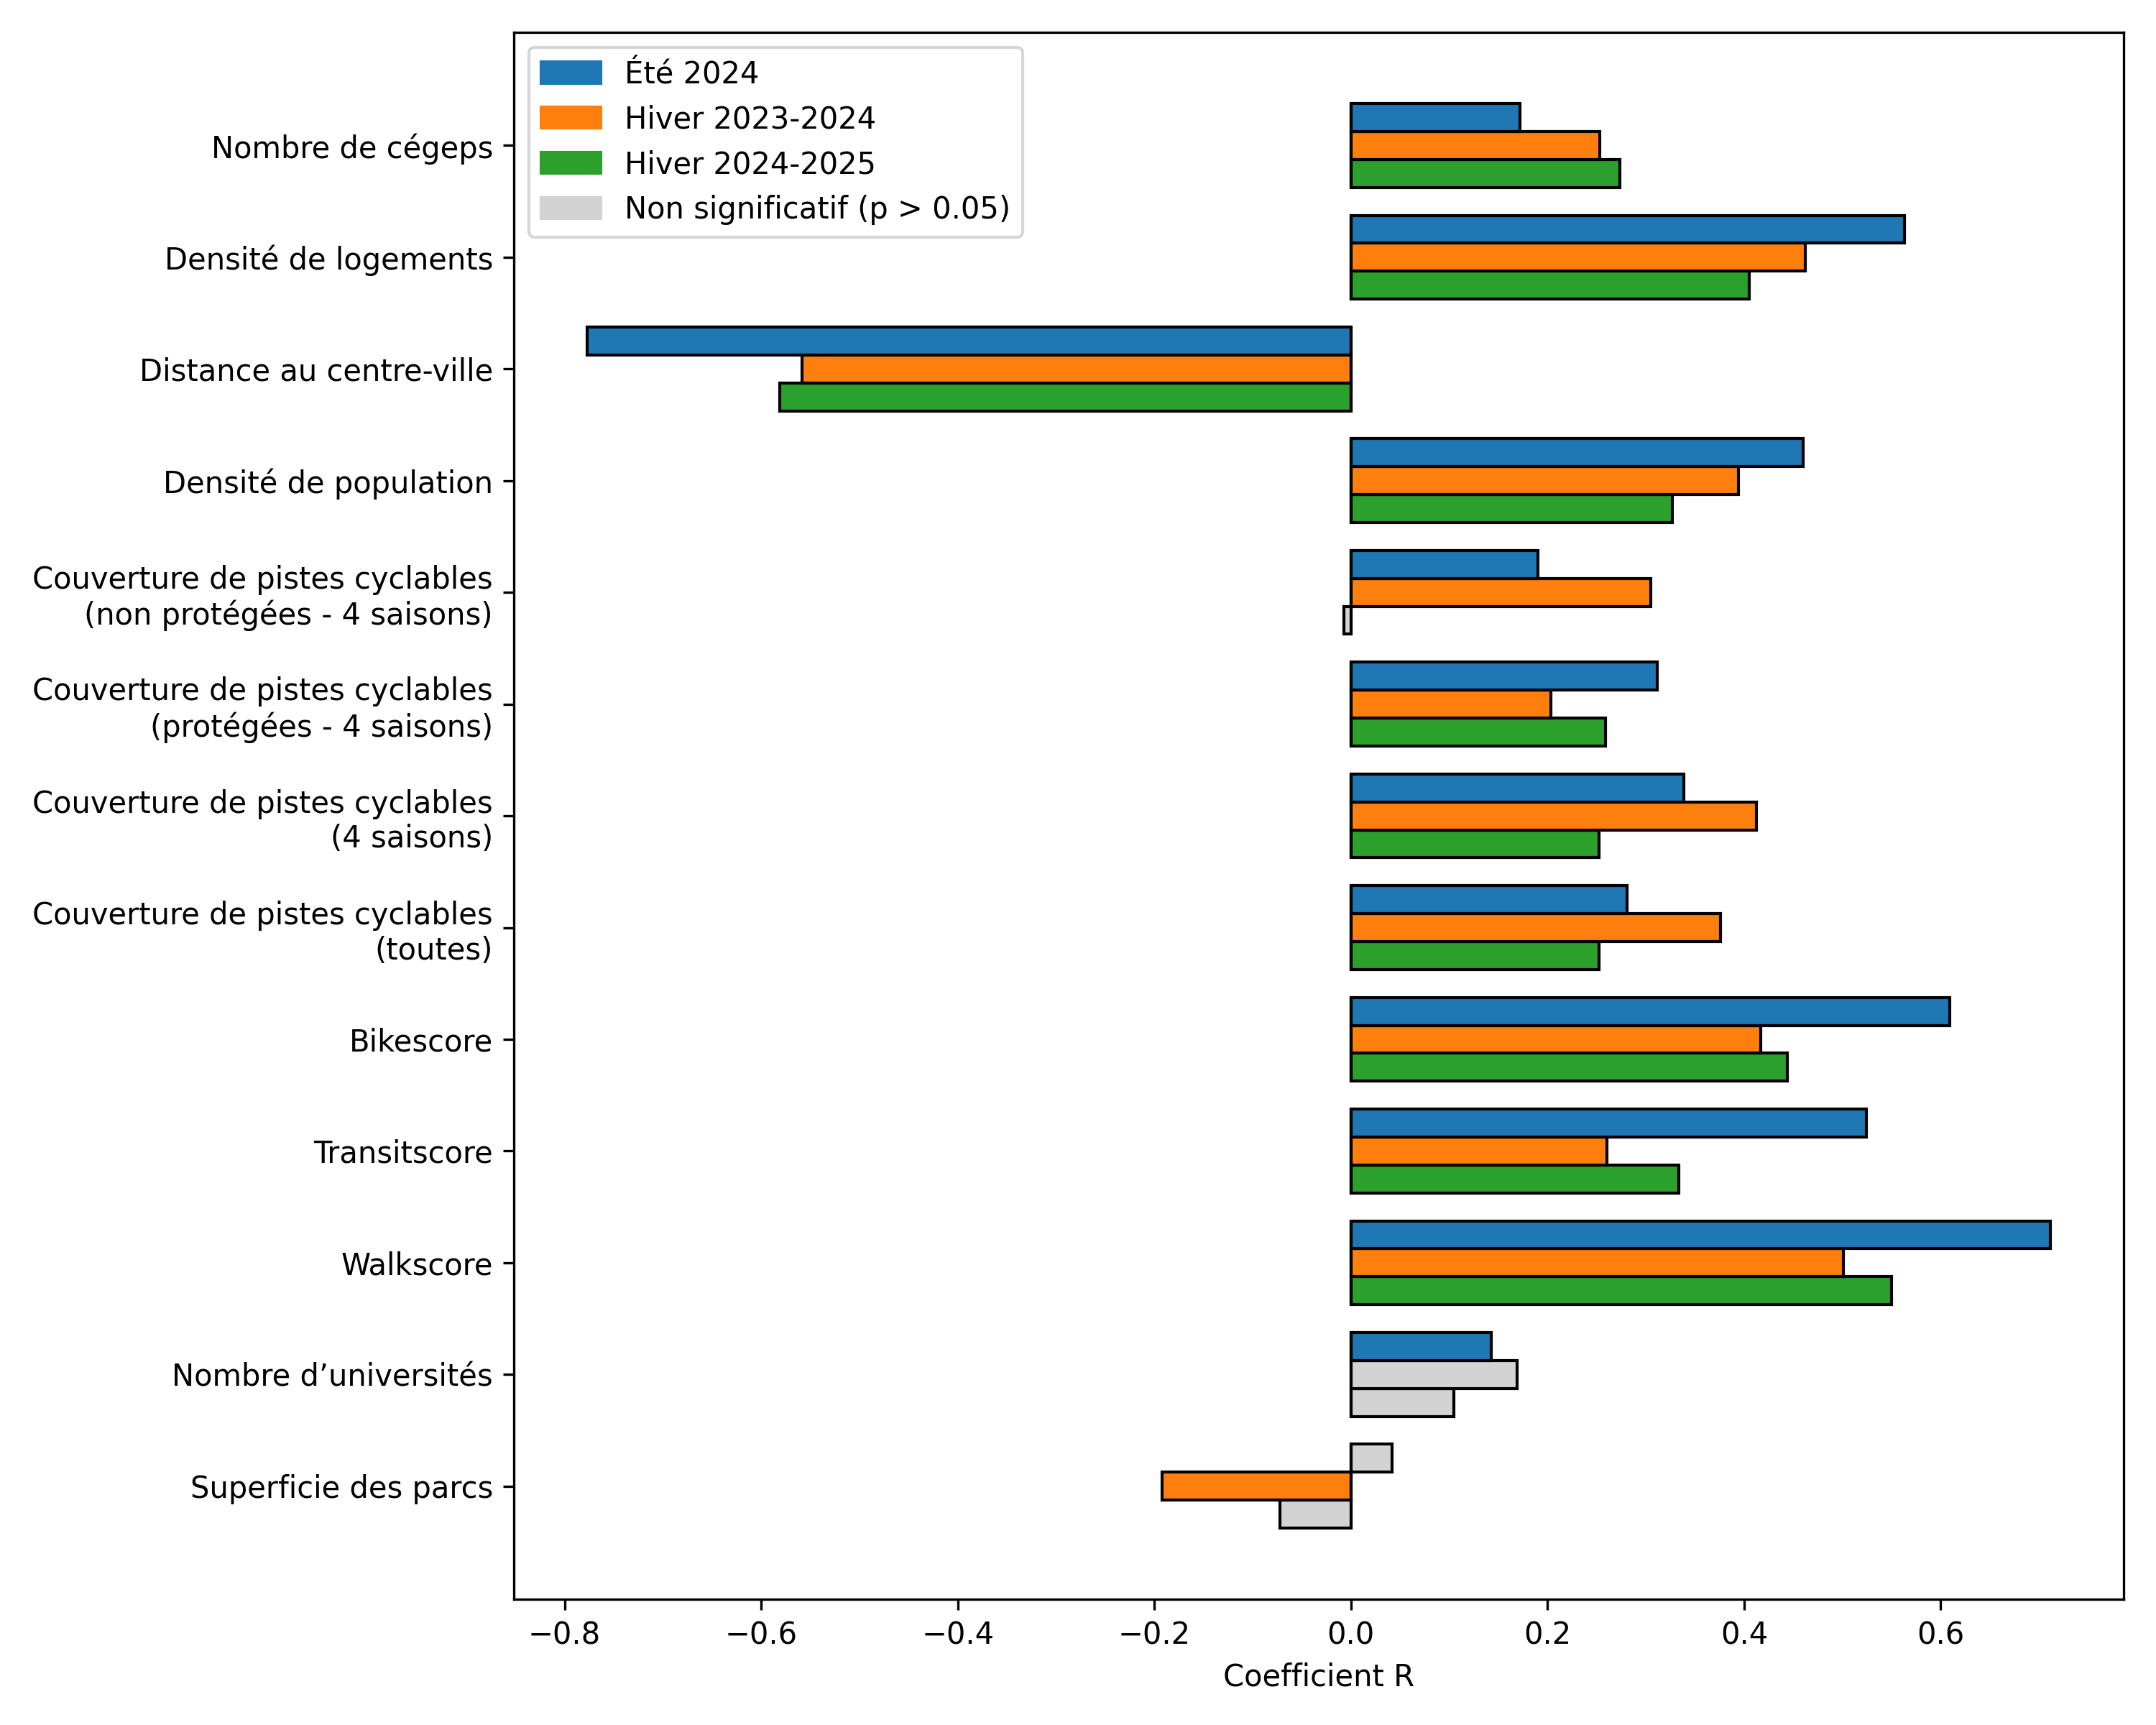 Été 2024
Hiver 2023-2024
Hiver 2024-2025
Non significatif (p > 0.05)
Nombre de cégeps
Densité de logements
Distance au centre-ville
Densité de population
Couverture de pistes cyclables
(non protégées - 4 saisons)
Couverture de pistes cyclables
(protégées - 4 saisons)
Couverture de pistes cyclables
(4 saisons)
Couverture de pistes cyclables
(toutes)
Bikescore
Transitscore
Walkscore
Nombre d’universités
Superficie des parcs
−0.8 −0.6 −0.4 −0.2 0.0 0.2 0.4 0.6
Coefficient R